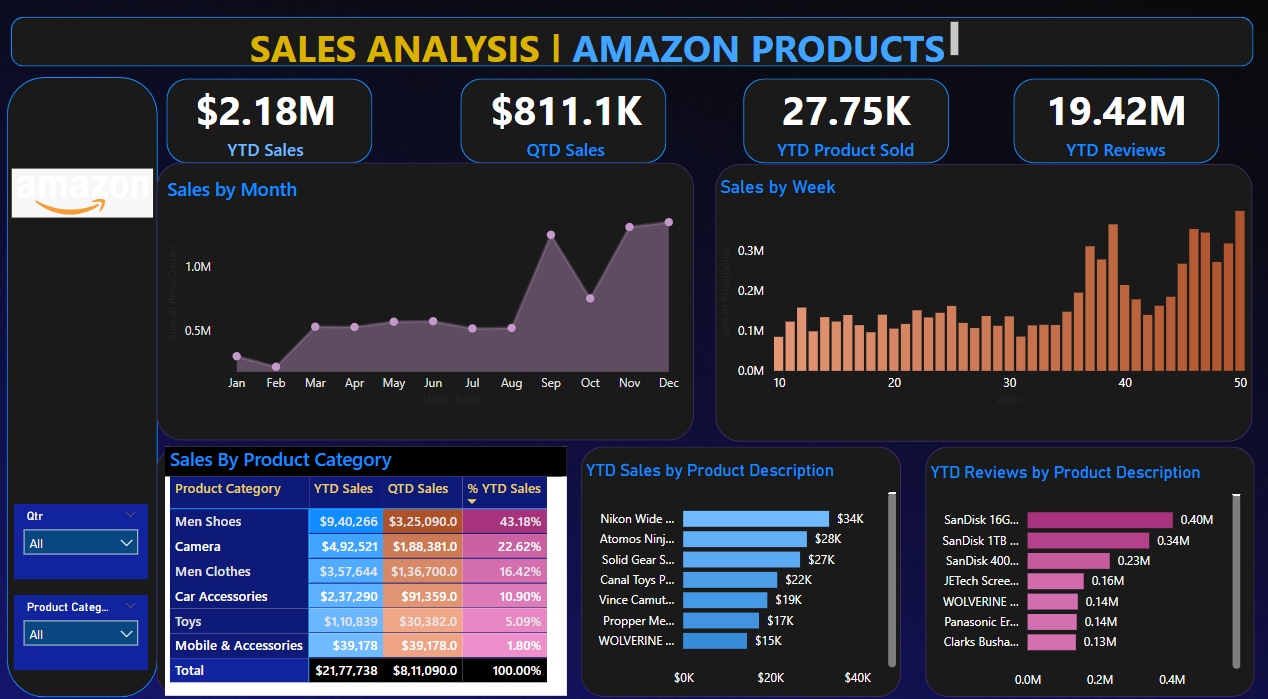 SALES ANALYSIS | AMAZON PRODUCTS
$2.18M
YTD Sales
$811.1K
QTD Sales
27.75K
YTD Product Sold
19.42M
YTD Reviews
amazon
Sales by Month
1.0M
0.5M
Jan Feb Mar Apr May Jun Jul Aug Sep Oct Nov Dec
Month Name
Sales by Week
0.3M
0.2M
0.1M
0.0M
10 20 30 40 50
Week
Qtr
All
Product Categ...
All
Sales By Product Category
Product Category YTD Sales QTD Sales % YTD Sales
Men Shoes $9,40,266 $3,25,090.0 43.18%
Camera $4,92,521 $1,88,381.0 22.62%
Men Clothes $3,57,644 $1,36,700.0 16.42%
Car Accessories $2,37,290 $91,359.0 10.90%
Toys $1,10,839 $30,382.0 5.09%
Mobile & Accessories $39,178 $39,178.0 1.80%
Total $21,77,738 $8,11,090.0 100.00%
YTD Sales by Product Description
Nikon Wide ... $34K
Atomos Ninj... $28K
Solid Gear S... $27K
Canal Toys P... $22K
Vince Camut... $19K
Propper Me... $17K
WOLVERINE ... $15K
$0K $20K $40K
YTD Reviews by Product Description
SanDisk 16G... 0.40M
SanDisk 1TB ... 0.34M
SanDisk 400... 0.23M
JETech Scree... 0.16M
WOLVERINE ... 0.14M
Panasonic Er... 0.14M
Clarks Busha... 0.13M
0.0M 0.2M 0.4M